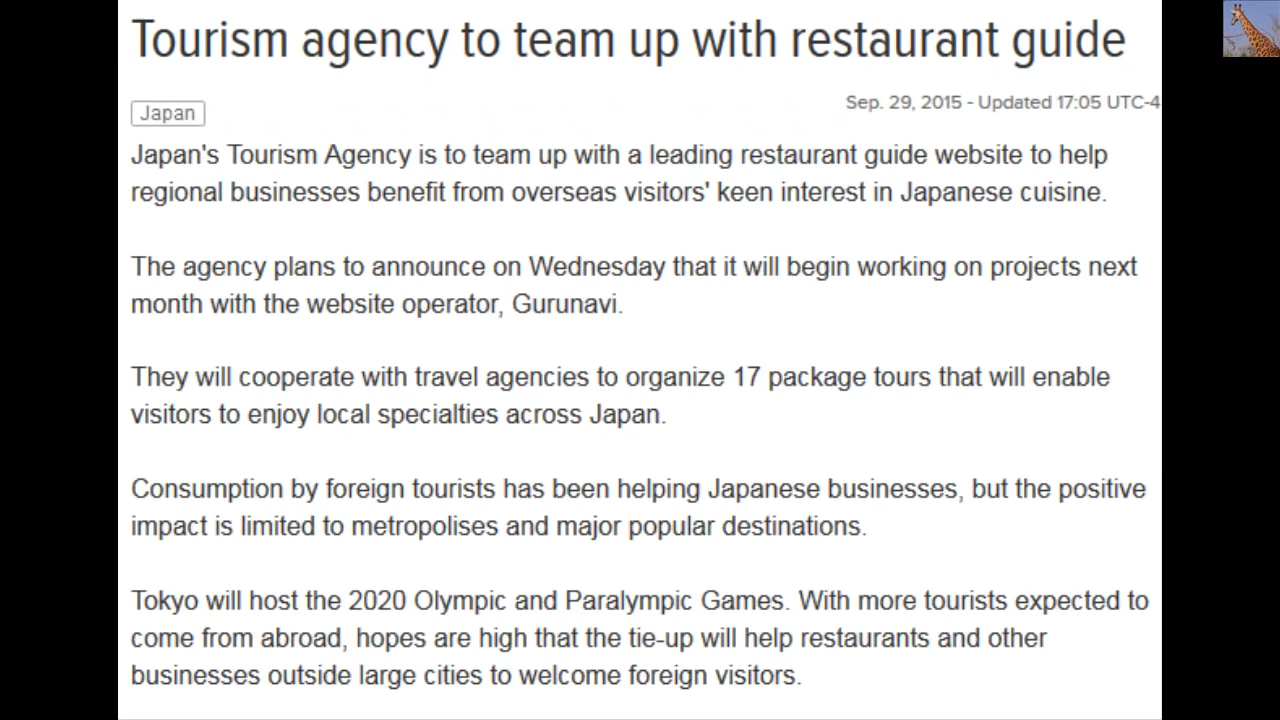 Tourism agency to team up with restaurant guide
Sep. 29, 2015 - Updated 17:05 UTC-4
Japan
Japan's Tourism Agency is to team up with a leading restaurant guide website to help
regional businesses benefit from overseas visitors' keen interest in Japanese cuisine.
The agency plans to announce on Wednesday that it will begin working on projects next
month with the website operator, Gurunavi.
They will cooperate with travel agencies to organize 17 package tours that will enable
visitors to enjoy local specialties across Japan.
Consumption by foreign tourists has been helping Japanese businesses, but the positive
impact is limited to metropolises and major popular destinations.
Tokyo will host the 2020 Olympic and Paralympic Games. With more tourists expected to
come from abroad, hopes are high that the tie-up will help restaurants and other
businesses outside large cities to welcome foreign visitors.